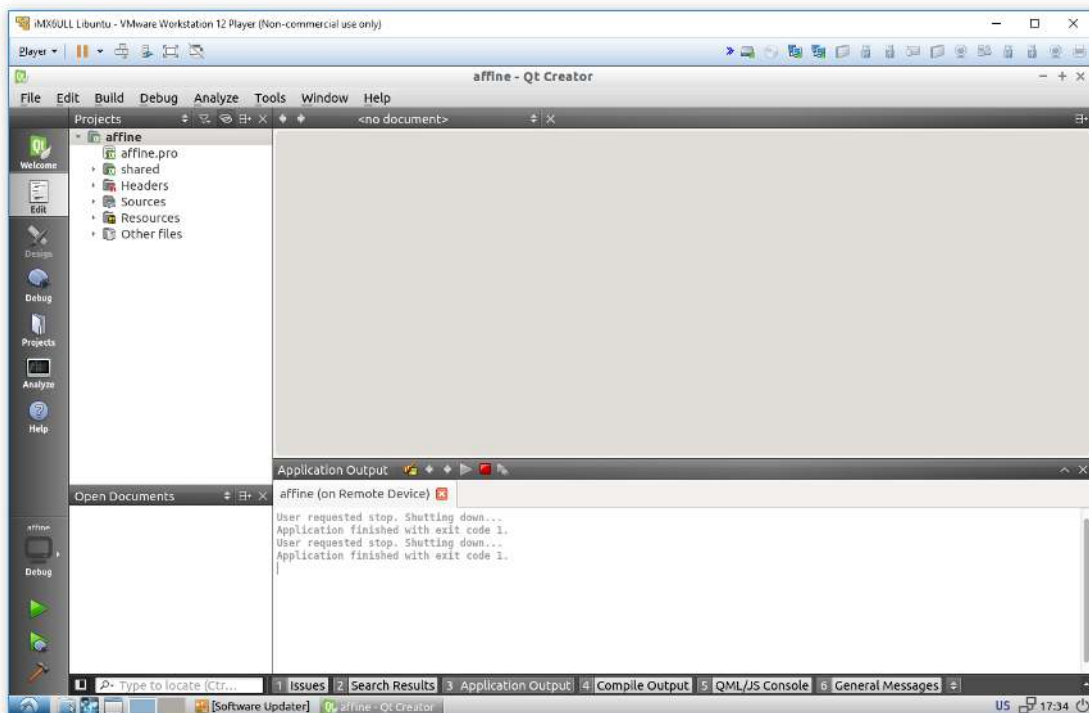 iMX6ULL Libuntu - VMware Workstation 12 Player (Non-commercial use only)
Player
affine - Qt Creator
File Edit Build Debug Analyze Tools Window Help
Projects
<no document>
affine
affine.pro
shared
Headers
Sources
Resources
Other files
Qt
Welcome
Edit
Design
Debug
Projects
Analyze
Help
Application Output
Open Documents
affine (on Remote Device)
User requested stop. Shutting down...
Application finished with exit code 1.
User requested stop. Shutting down...
Application finished with exit code 1.
affine
Debug
Type to locate (Ctr...
1 Issues 2 Search Results 3 Application Output 4 Compile Output 5 QML/JS Console 6 General Messages
[Software Updater] affine - Qt Creator US 17:34